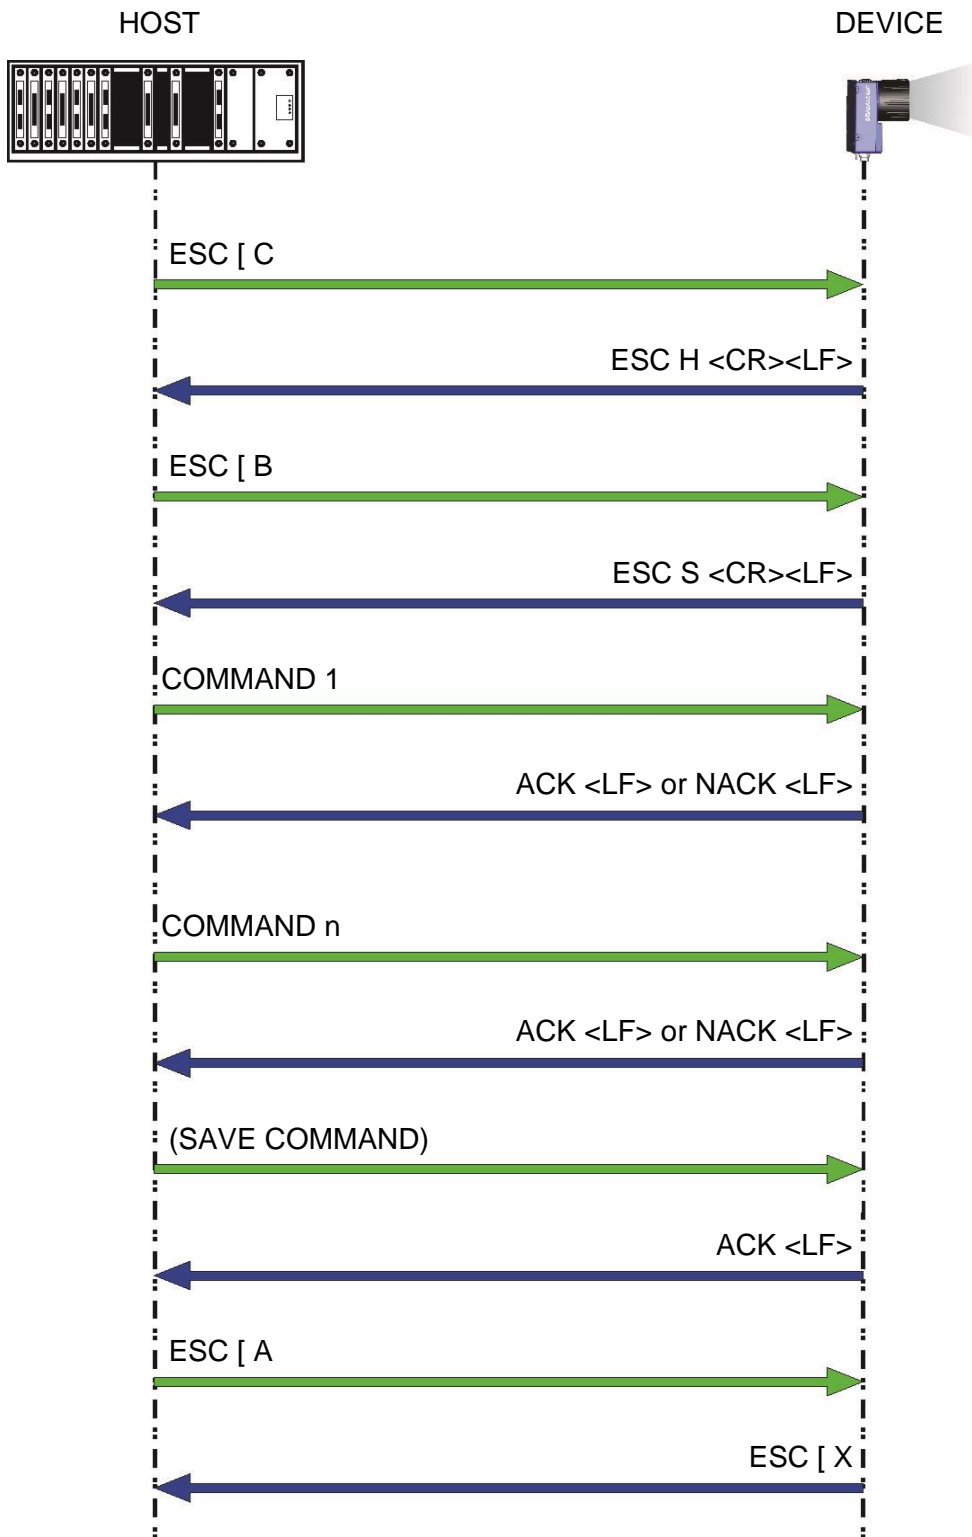 HOST
DEVICE
ESC [ C
ESC H <CR><LF>
ESC [ B
ESC S <CR><LF>
COMMAND 1
ACK <LF> or NACK <LF>
COMMAND n
ACK <LF> or NACK <LF>
(SAVE COMMAND)
ACK <LF>
ESC [ A
ESC [ X